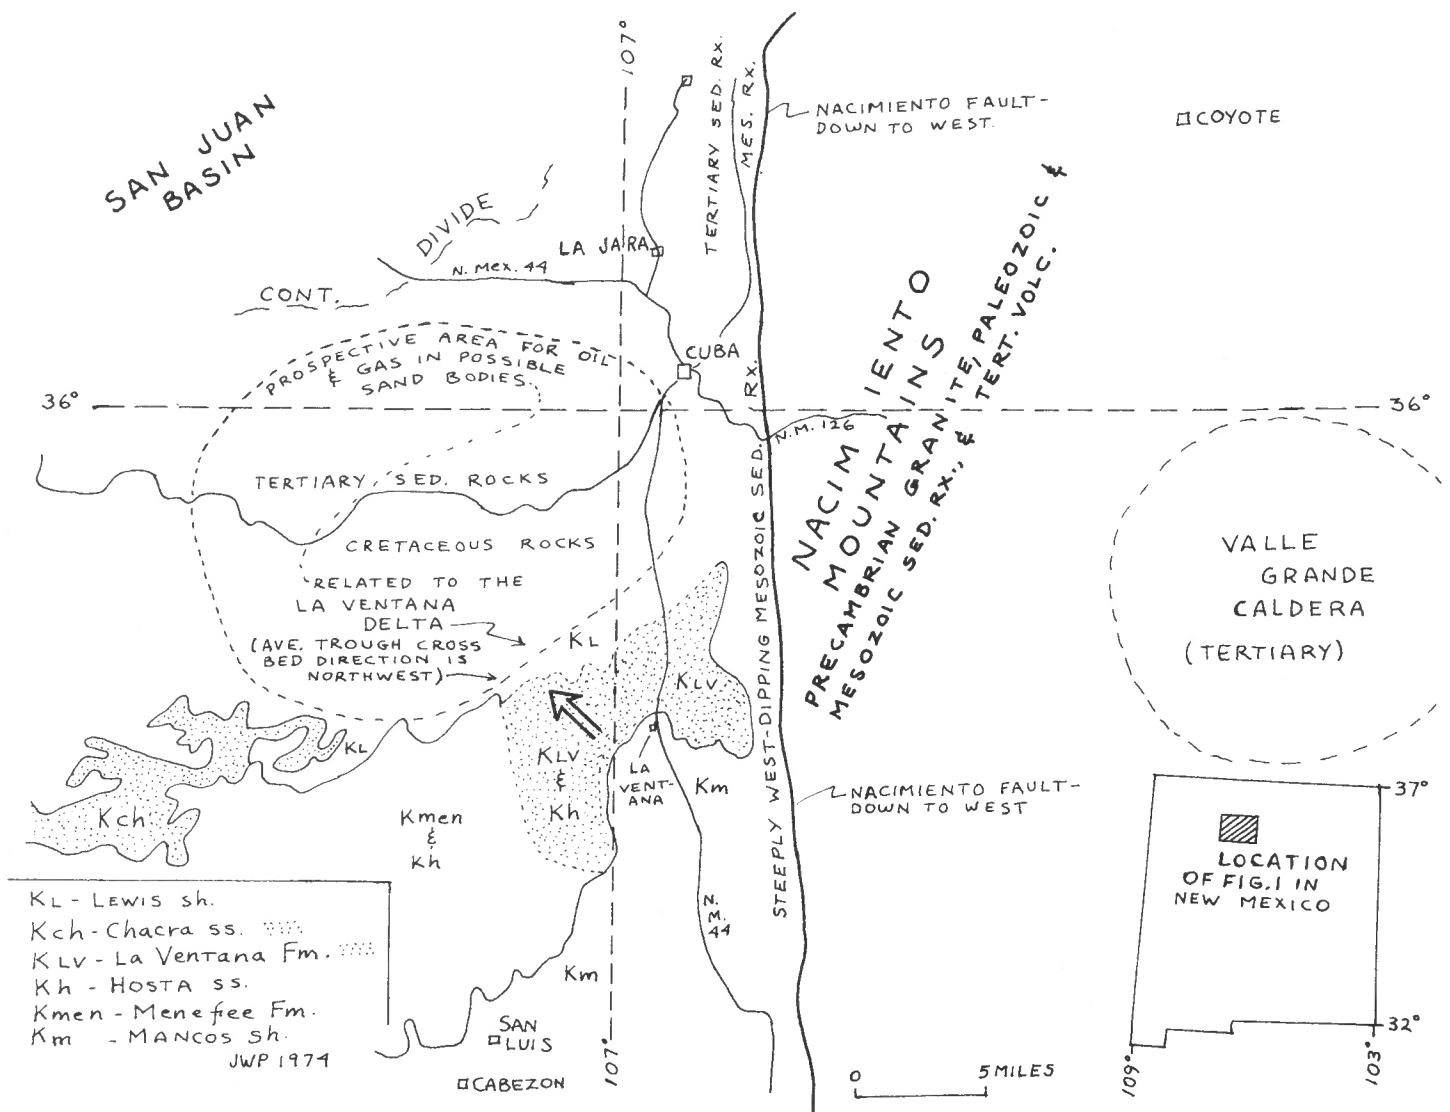 SAN JUAN
BASIN
107°
TERTIARY SED. RX.
MES. RX.
NACIMIENTO FAULT-
DOWN TO WEST.
COYOTE
DIVIDE
CONT.
N. Mex. 44
LA JARA
CUBA
PROSPECTIVE AREA FOR OIL
& GAS IN POSSIBLE
SAND BODIES.
36°
36°
N.M. 126
NACIMIENTO
MOUNTAINS
PRECAMBRIAN GRANITE, PALEOZOIC &
MESOZOIC SED. RX., & TERT. VOLC.
STEEPLY WEST-DIPPING MESOZOIC SED. RX.
TERTIARY SED. ROCKS
CRETACEOUS ROCKS
RELATED TO THE
LA VENTANA
DELTA
(AVE. TROUGH CROSS
BED DIRECTION IS
NORTHWEST)
KL
KLV
VALLE
GRANDE
CALDERA
(TERTIARY)
KL
KLV
&
Kh
LA
VENT-
ANA
Km
NACIMIENTO FAULT-
DOWN TO WEST
Kch
Kmen
&
Kh
N.
M.
44
Km
SAN
LUIS
CABEZON
107°
KL - LEWIS sh.
Kch - Chacra ss.
KLV - La Ventana Fm.
Kh - HOSTA ss.
Kmen - Menefee Fm.
Km - MANCOS sh.
JWP 1974
0 5 MILES
37°
LOCATION
OF FIG. 1 IN
NEW MEXICO
32°
109°
103°